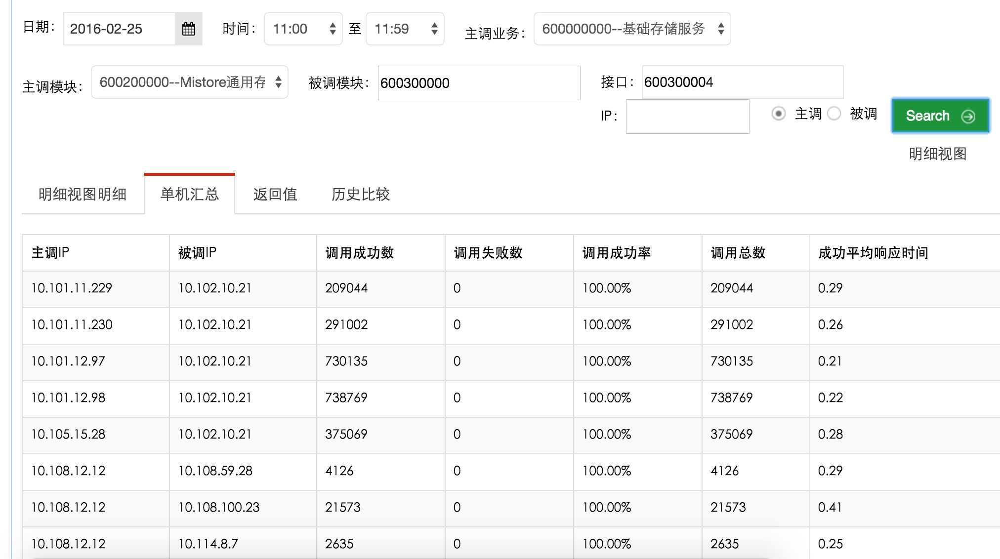 日期： 2016-02-25 时间： 11:00 至 11:59 主调业务： 600000000--基础存储服务
主调模块： 600200000--Mistore通用存 被调模块： 600300000 接口： 600300004
IP： 主调 被调 Search
明细视图
明细视图明细 单机汇总 返回值 历史比较
主调IP 被调IP 调用成功数 调用失败数 调用成功率 调用总数 成功平均响应时间
10.101.11.229 10.102.10.21 209044 0 100.00% 209044 0.29
10.101.11.230 10.102.10.21 291002 0 100.00% 291002 0.26
10.101.12.97 10.102.10.21 730135 0 100.00% 730135 0.21
10.101.12.98 10.102.10.21 738769 0 100.00% 738769 0.22
10.105.15.28 10.102.10.21 375069 0 100.00% 375069 0.28
10.108.12.12 10.108.59.28 4126 0 100.00% 4126 0.29
10.108.12.12 10.108.100.23 21573 0 100.00% 21573 0.41
10.108.12.12 10.114.8.7 2635 0 100.00% 2635 0.25